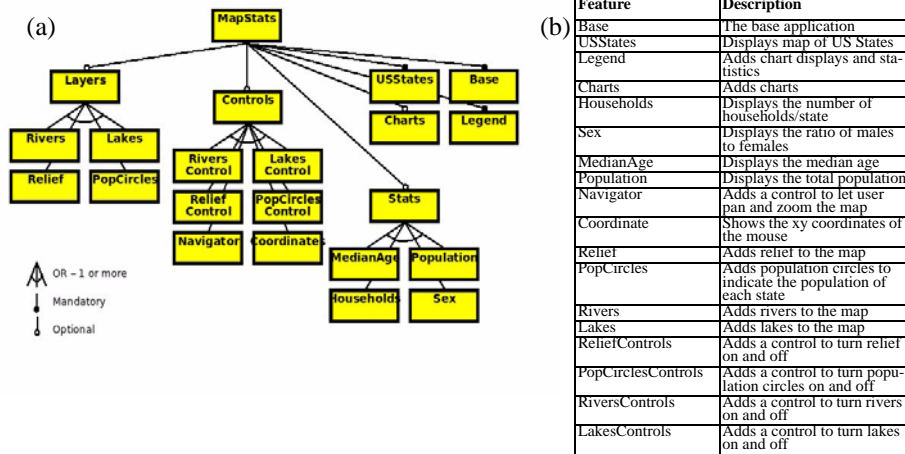 (a)
MapStats
Layers
USStates
Base
Controls
Charts
Legend
Rivers
Lakes
Relief
PopCircles
Rivers
Control
Lakes
Control
Relief
Control
PopCircles
Control
Navigator
Coordinates
Stats
MedianAge
Population
Households
Sex
OR – 1 or more
Mandatory
Optional
(b)
Feature Description
Base The base application
USStates Displays map of US States
Legend Adds chart displays and sta-
tistics
Charts Adds charts
Households Displays the number of
households/state
Sex Displays the ratio of males
to females
MedianAge Displays the median age
Population Displays the total population
Navigator Adds a control to let user
pan and zoom the map
Coordinate Shows the xy coordinates of
the mouse
Relief Adds relief to the map
PopCircles Adds population circles to
indicate the population of
each state
Rivers Adds rivers to the map
Lakes Adds lakes to the map
ReliefControls Adds a control to turn relief
on and off
PopCirclesControls Adds a control to turn popu-
lation circles on and off
RiversControls Adds a control to turn rivers
on and off
LakesControls Adds a control to turn lakes
on and off